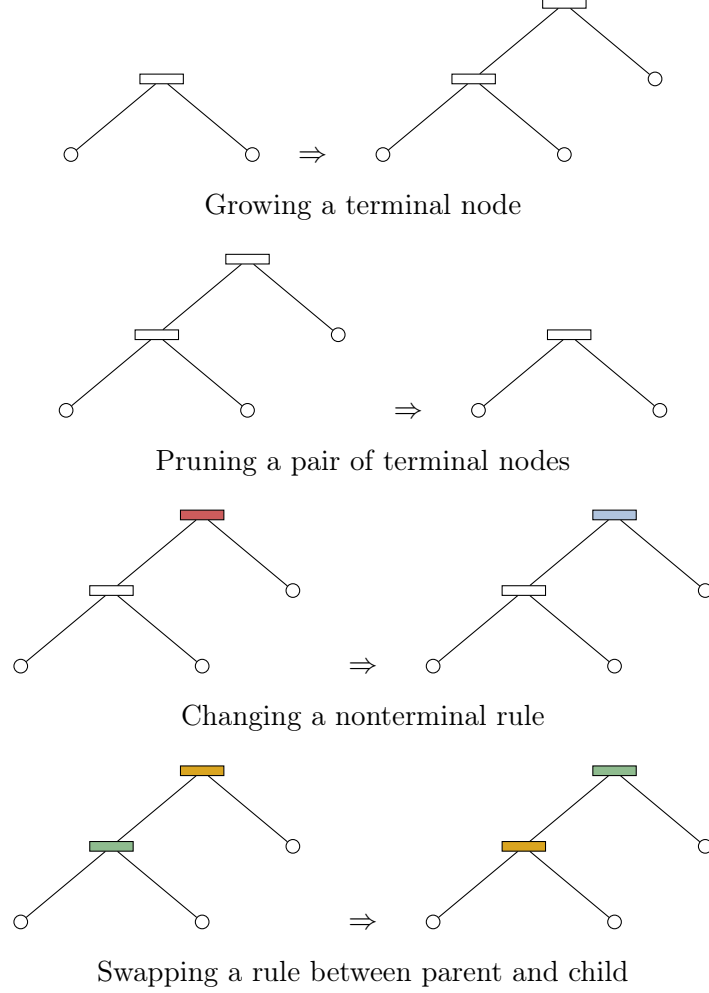 ⇒
Growing a terminal node
⇒
Pruning a pair of terminal nodes
⇒
Changing a nonterminal rule
⇒
Swapping a rule between parent and child